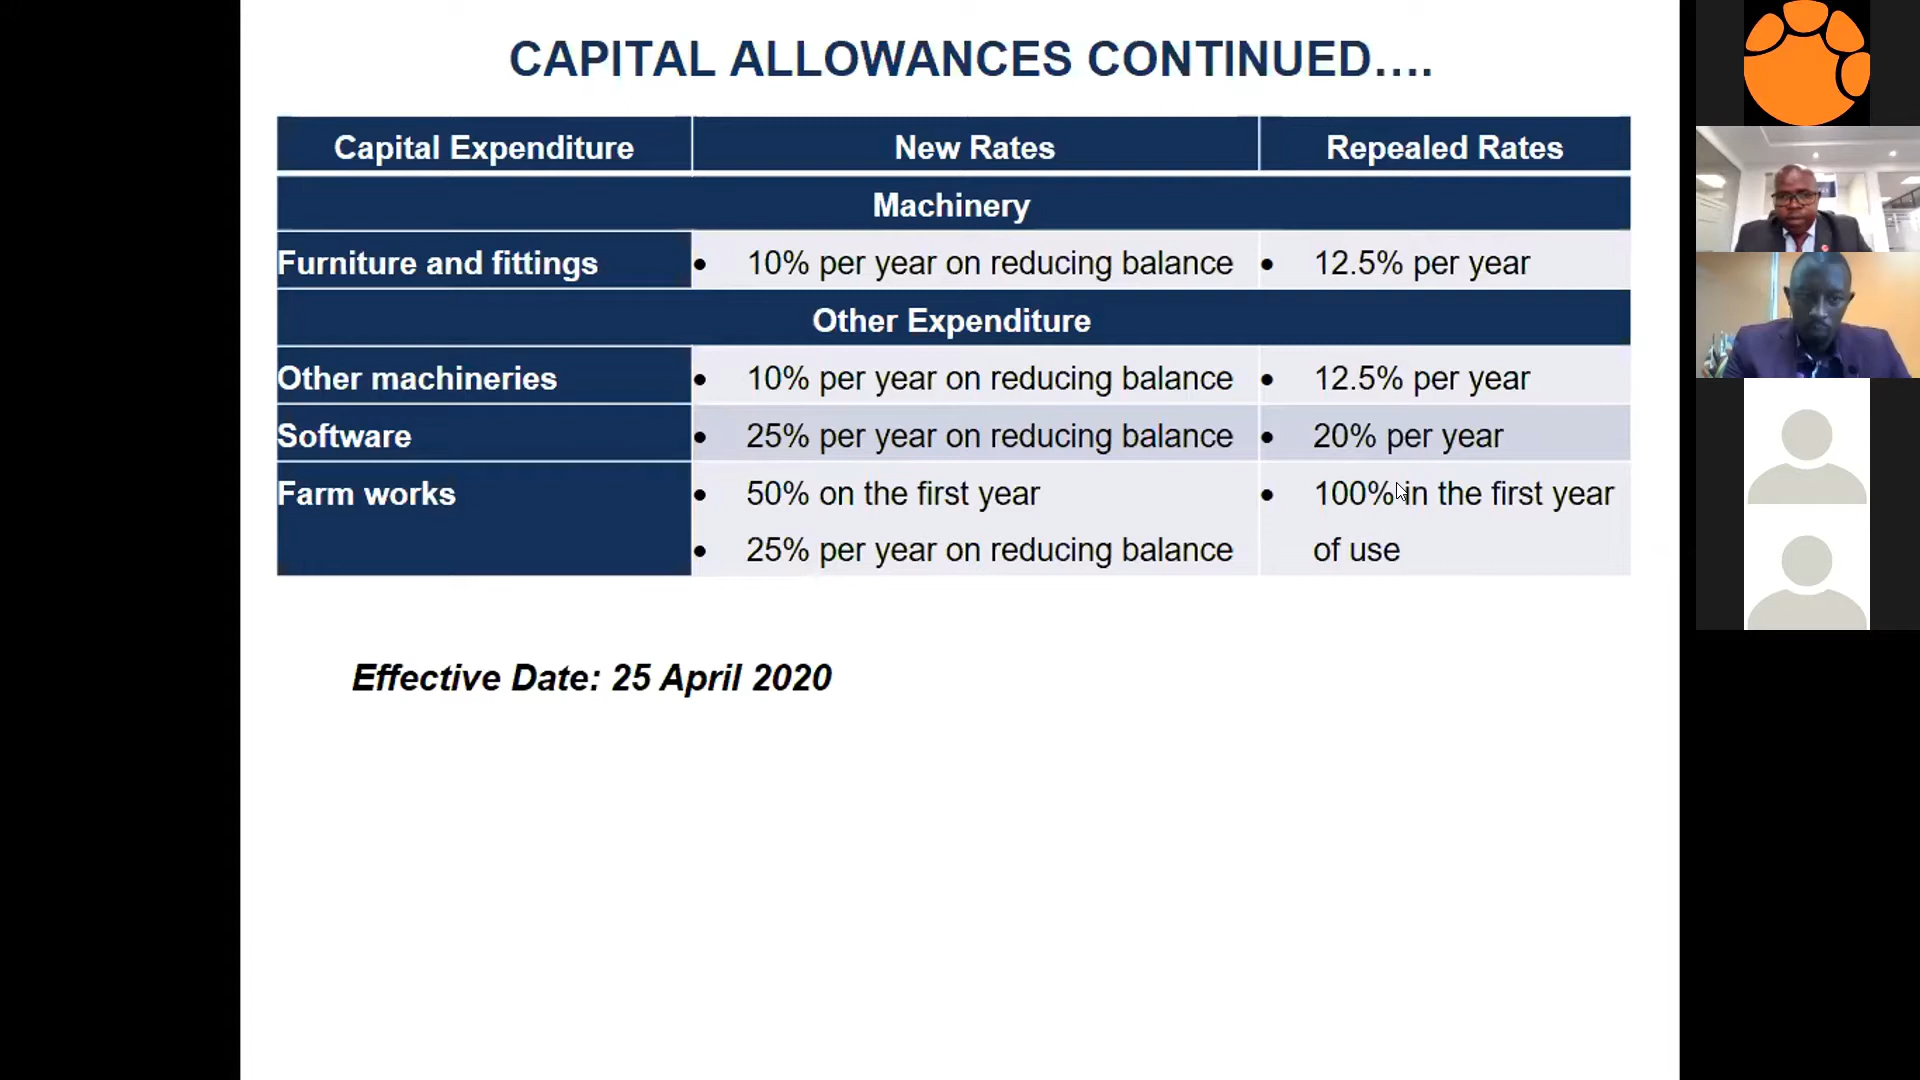 CAPITAL ALLOWANCES CONTINUED....
Capital Expenditure New Rates Repealed Rates
Machinery
Furniture and fittings • 10% per year on reducing balance • 12.5% per year
Other Expenditure
Other machineries • 10% per year on reducing balance • 12.5% per year
Software • 25% per year on reducing balance • 20% per year
Farm works • 50% on the first year • 100% in the first year
• 25% per year on reducing balance of use
Effective Date: 25 April 2020